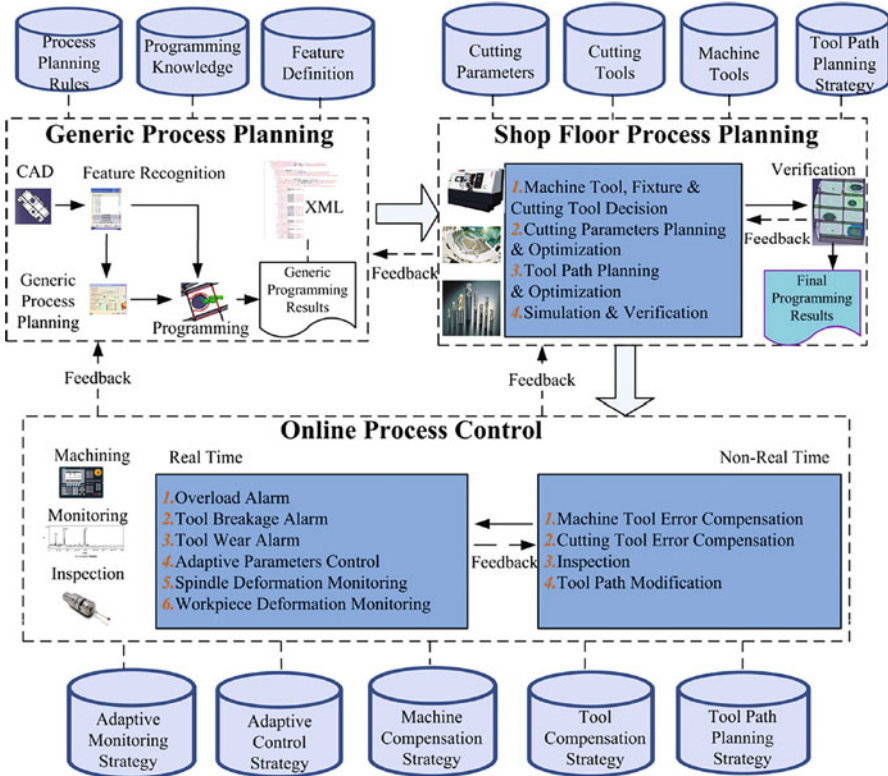 Process
Planning
Rules
Programming
Knowledge
Feature
Definition
Cutting
Parameters
Cutting
Tools
Machine
Tools
Tool Path
Planning
Strategy
Generic Process Planning
CAD
Feature Recognition
XML
Generic
Process
Planning
Programming
Generic
Programming
Results
Feedback
Shop Floor Process Planning
1.Machine Tool, Fixture &
Cutting Tool Decision
2.Cutting Parameters Planning
& Optimization
3.Tool Path Planning
& Optimization
4.Simulation & Verification
Verification
Feedback
Final
Programming
Results
Feedback
Feedback
Online Process Control
Machining
Monitoring
Inspection
Real Time
1.Overload Alarm
2.Tool Breakage Alarm
3.Tool Wear Alarm
4.Adaptive Parameters Control
5.Spindle Deformation Monitoring
6.Workpiece Deformation Monitoring
Feedback
Non-Real Time
1.Machine Tool Error Compensation
2.Cutting Tool Error Compensation
3.Inspection
4.Tool Path Modification
Adaptive
Monitoring
Strategy
Adaptive
Control
Strategy
Machine
Compensation
Strategy
Tool
Compensation
Strategy
Tool Path
Planning
Strategy